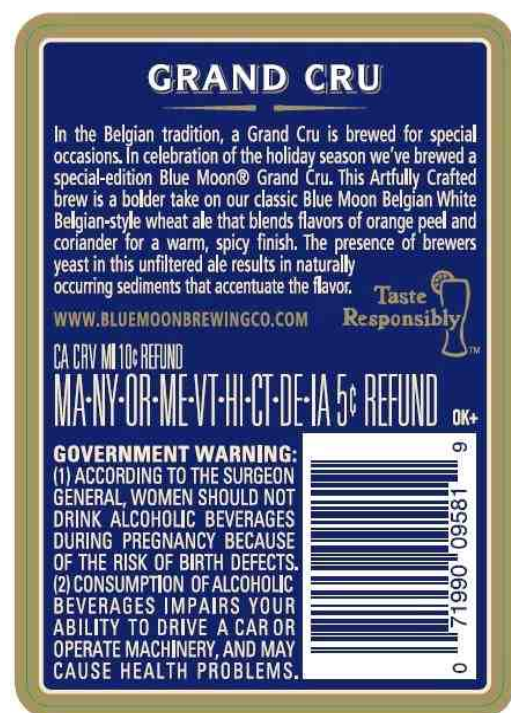 GRAND CRU
In the Belgian tradition, a Grand Cru is brewed for special
occasions. In celebration of the holiday season we've brewed a
special-edition Blue Moon® Grand Cru. This Artfully Crafted
brew is a bolder take on our classic Blue Moon Belgian White
Belgian-style wheat ale that blends flavors of orange peel and
coriander for a warm, spicy finish. The presence of brewers
yeast in this unfiltered ale results in naturally
occurring sediments that accentuate the flavor.
Taste
Responsibly
TM
WWW.BLUEMOONBREWINGCO.COM
CA CRV MI 10¢ REFUND
MA•NY•OR•ME•VT•HI•CT•DE•IA 5¢ REFUND
OK+
GOVERNMENT WARNING:
(1) ACCORDING TO THE SURGEON
GENERAL, WOMEN SHOULD NOT
DRINK ALCOHOLIC BEVERAGES
DURING PREGNANCY BECAUSE
OF THE RISK OF BIRTH DEFECTS.
(2) CONSUMPTION OF ALCOHOLIC
BEVERAGES IMPAIRS YOUR
ABILITY TO DRIVE A CAR OR
OPERATE MACHINERY, AND MAY
CAUSE HEALTH PROBLEMS.
0 71990 09581 9